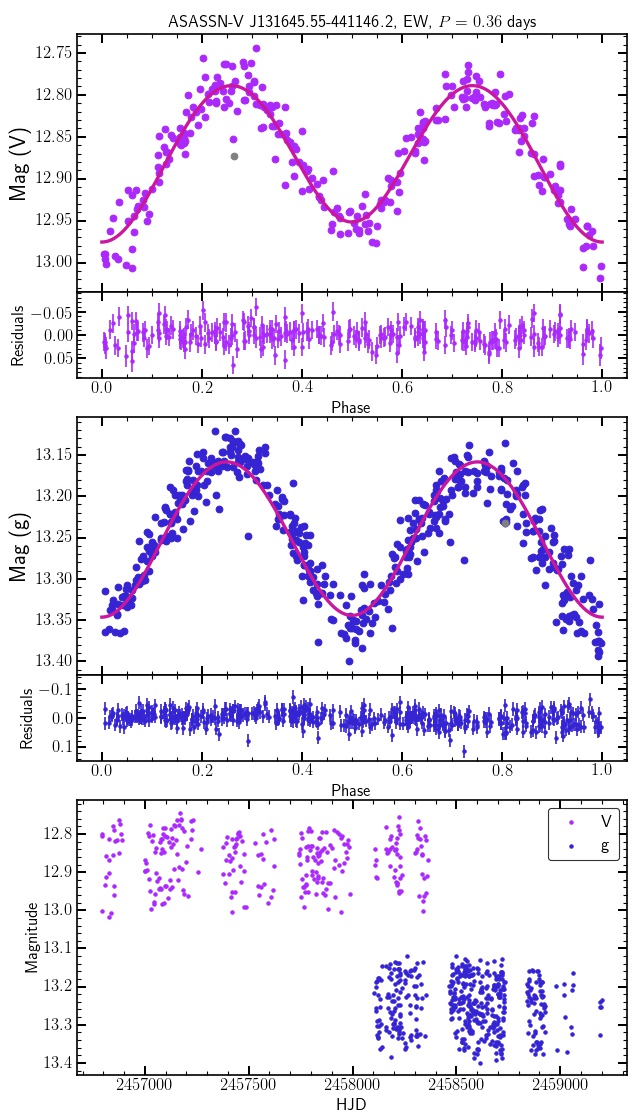 ASASSN-V J131645.55-441146.2, EW, P = 0.36 days
Mag (V)
12.75
12.80
12.85
12.90
12.95
13.00
Residuals
−0.05
0.00
0.05
0.0 0.2 0.4 0.6 0.8 1.0
Phase
Mag (g)
13.15
13.20
13.25
13.30
13.35
13.40
Residuals
−0.1
0.0
0.1
0.0 0.2 0.4 0.6 0.8 1.0
Phase
V
g
Magnitude
12.8
12.9
13.0
13.1
13.2
13.3
13.4
2457000 2457500 2458000 2458500 2459000
HJD